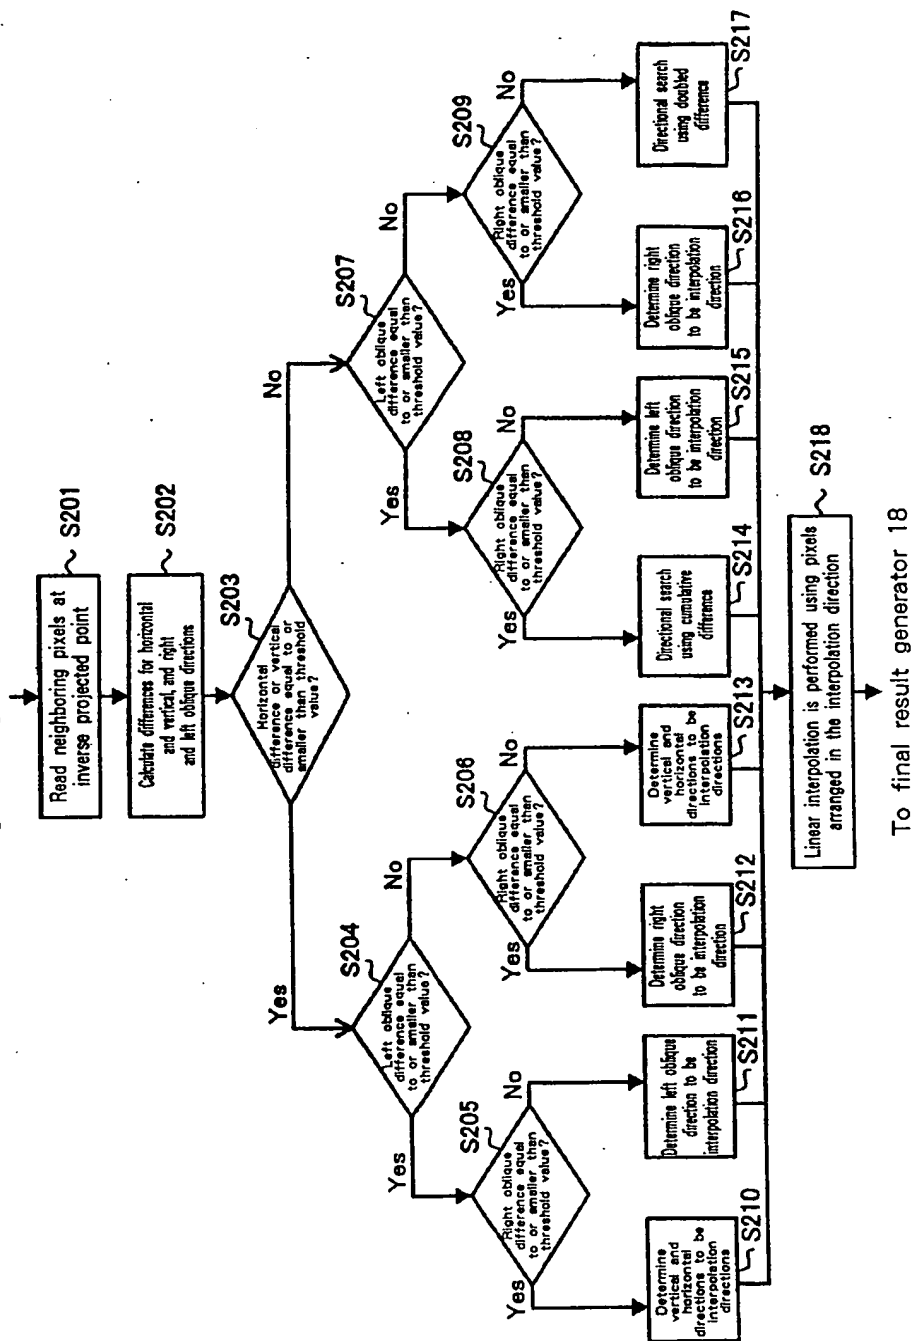 Read neighboring pixels at
inverse projected point
S201
Calculate differences for horizontal
and vertical, and right
and left oblique directions
S202
Horizontal
difference or vertical
difference equal to or
smaller than threshold
value?
S203
Yes
No
Left oblique
difference equal
to or smaller than
threshold value?
S204
Left oblique
difference equal
to or smaller than
threshold value?
S207
Yes
No
Yes
No
Right oblique
difference equal
to or smaller than
threshold value?
S205
Right oblique
difference equal
to or smaller than
threshold value?
S206
Right oblique
difference equal
to or smaller than
threshold value?
S208
Right oblique
difference equal
to or smaller than
threshold value?
S209
Yes
No
Yes
No
Yes
No
Yes
No
Determine
vertical and
horizontal
directions to be
interpolation
directions
S210
Determine left oblique
direction to be
interpolation direction
S211
Determine right
oblique direction
to be interpolation
direction
S212
Determine
vertical and
horizontal
directions to be
interpolation
directions
S213
Directional search
using cumulative
difference
S214
Determine left
oblique direction
to be interpolation
direction
S215
Determine right
oblique direction
to be interpolation
direction
S216
Directional search
using doubled
difference
S217
Linear interpolation is performed using pixels
arranged in the interpolation direction
S218
To final result generator 18